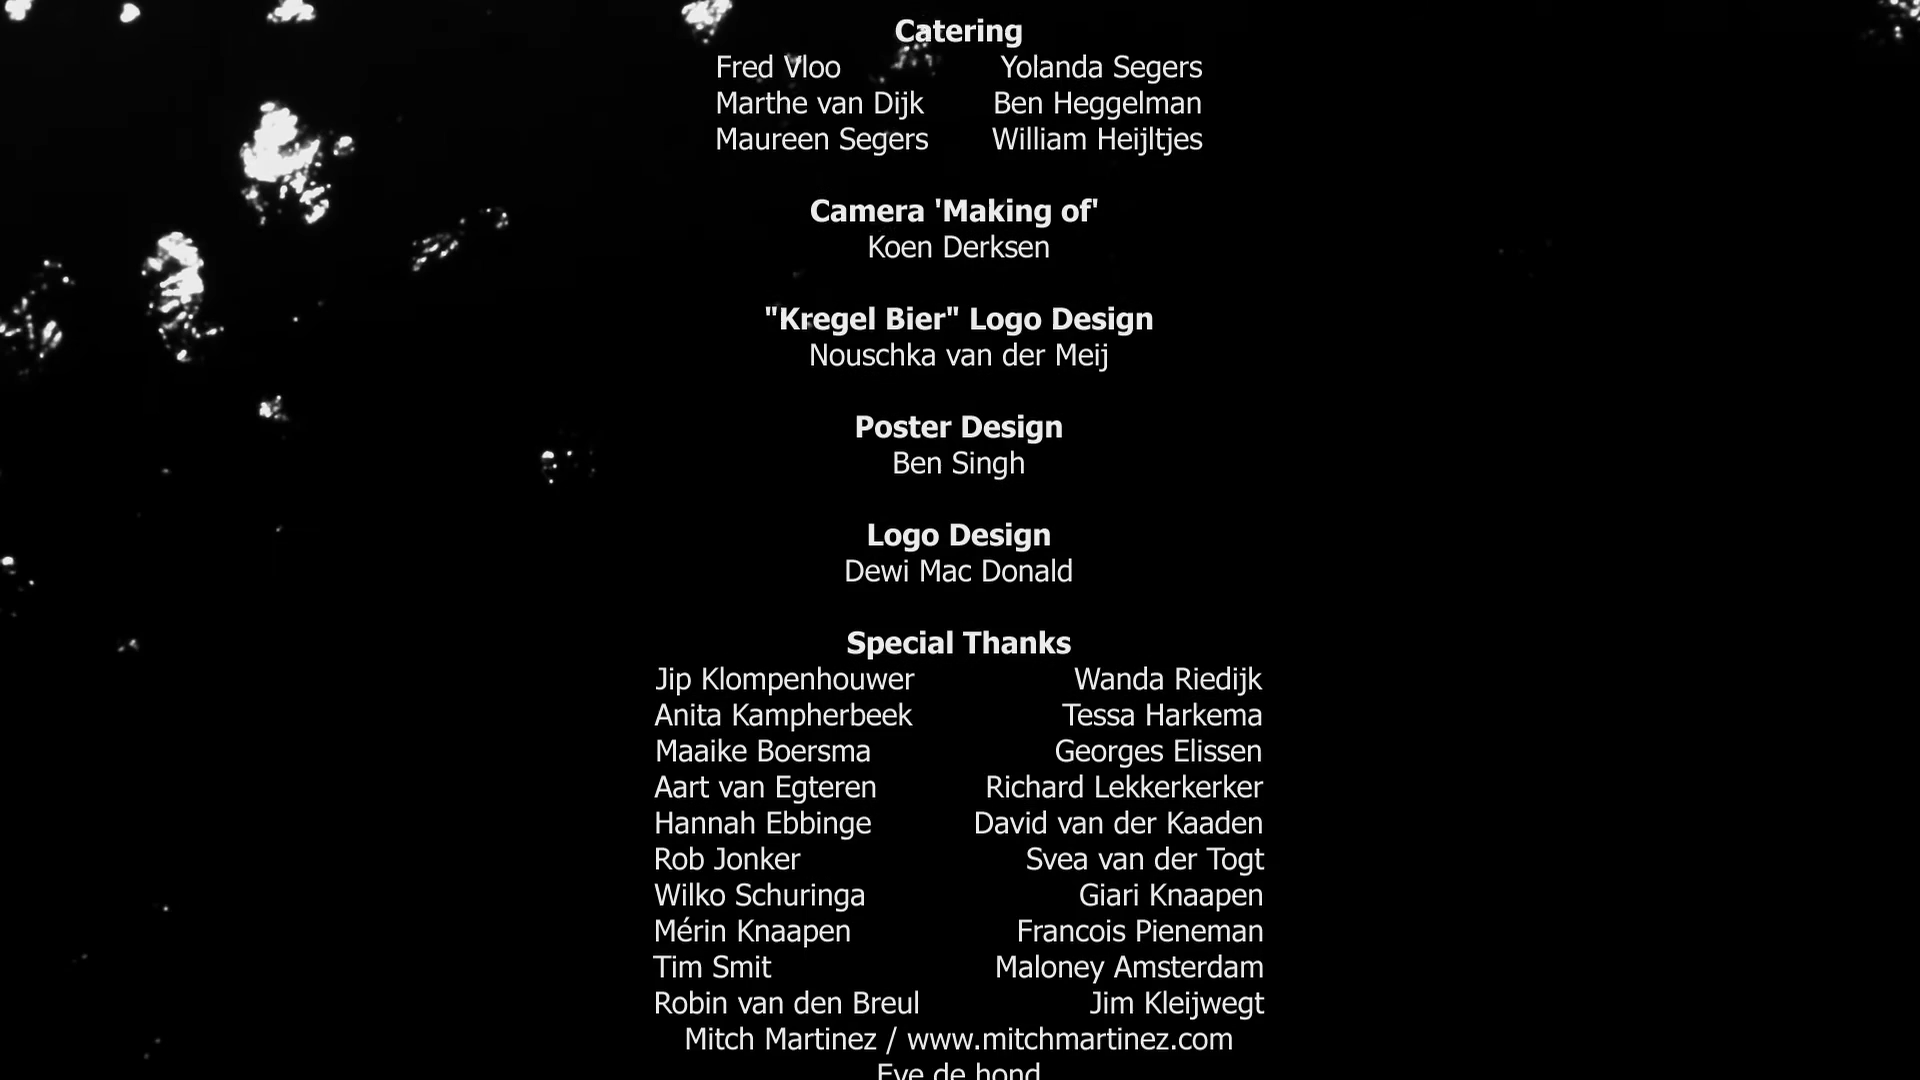 Catering
Fred Vloo Yolanda Segers
Marthe van Dijk Ben Heggelman
Maureen Segers William Heijltjes
Camera 'Making of'
Koen Derksen
"Kregel Bier" Logo Design
Nouschka van der Meij
Poster Design
Ben Singh
Logo Design
Dewi Mac Donald
Special Thanks
Jip Klompenhouwer Wanda Riedijk
Anita Kampherbeek Tessa Harkema
Maaike Boersma Georges Elissen
Aart van Egteren Richard Lekkerkerker
Hannah Ebbinge David van der Kaaden
Rob Jonker Svea van der Togt
Wilko Schuringa Giari Knaapen
Mérin Knaapen Francois Pieneman
Tim Smit Maloney Amsterdam
Robin van den Breul Jim Kleijwegt
Mitch Martinez / www.mitchmartinez.com
Eve de hond